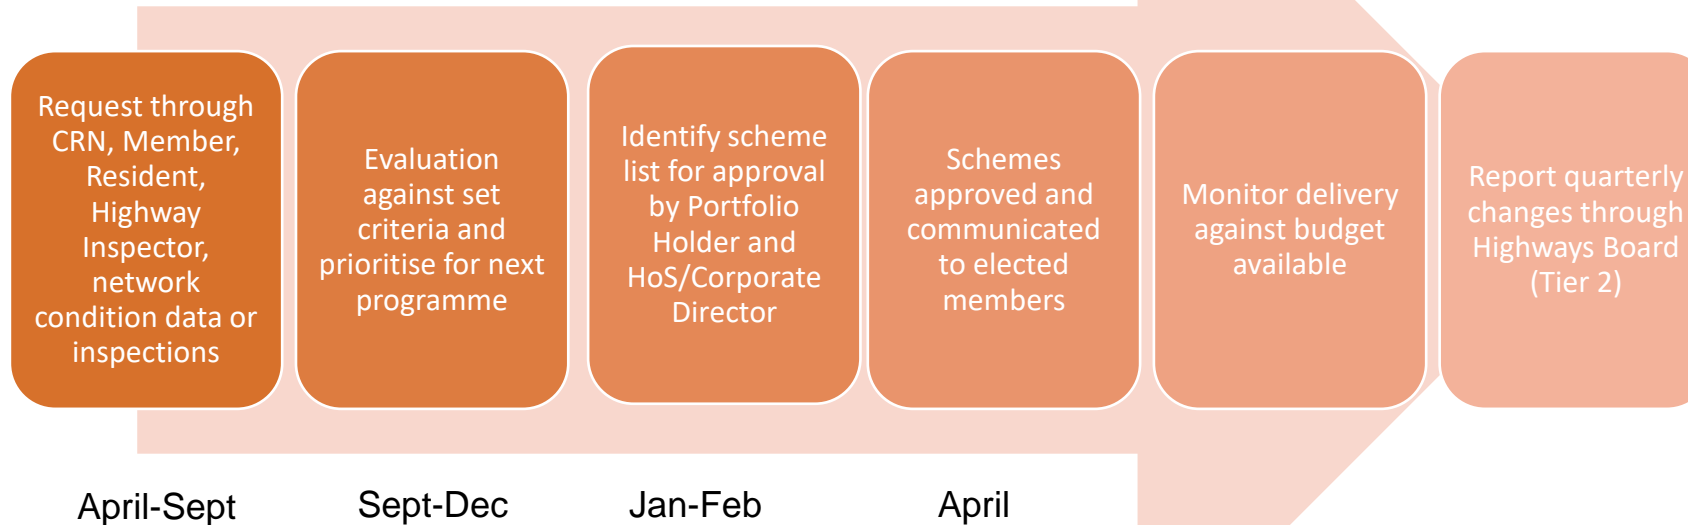 Request through
CRN, Member,
Resident,
Highway
Inspector,
network
condition data or
inspections
Evaluation
against set
criteria and
prioritise for next
programme
Identify scheme
list for approval
by Portfolio
Holder and
HoS/Corporate
Director
Schemes
approved and
communicated
to elected
members
Monitor delivery
against budget
available
Report quarterly
changes through
Highways Board
(Tier 2)
April-Sept
Sept-Dec
Jan-Feb
April